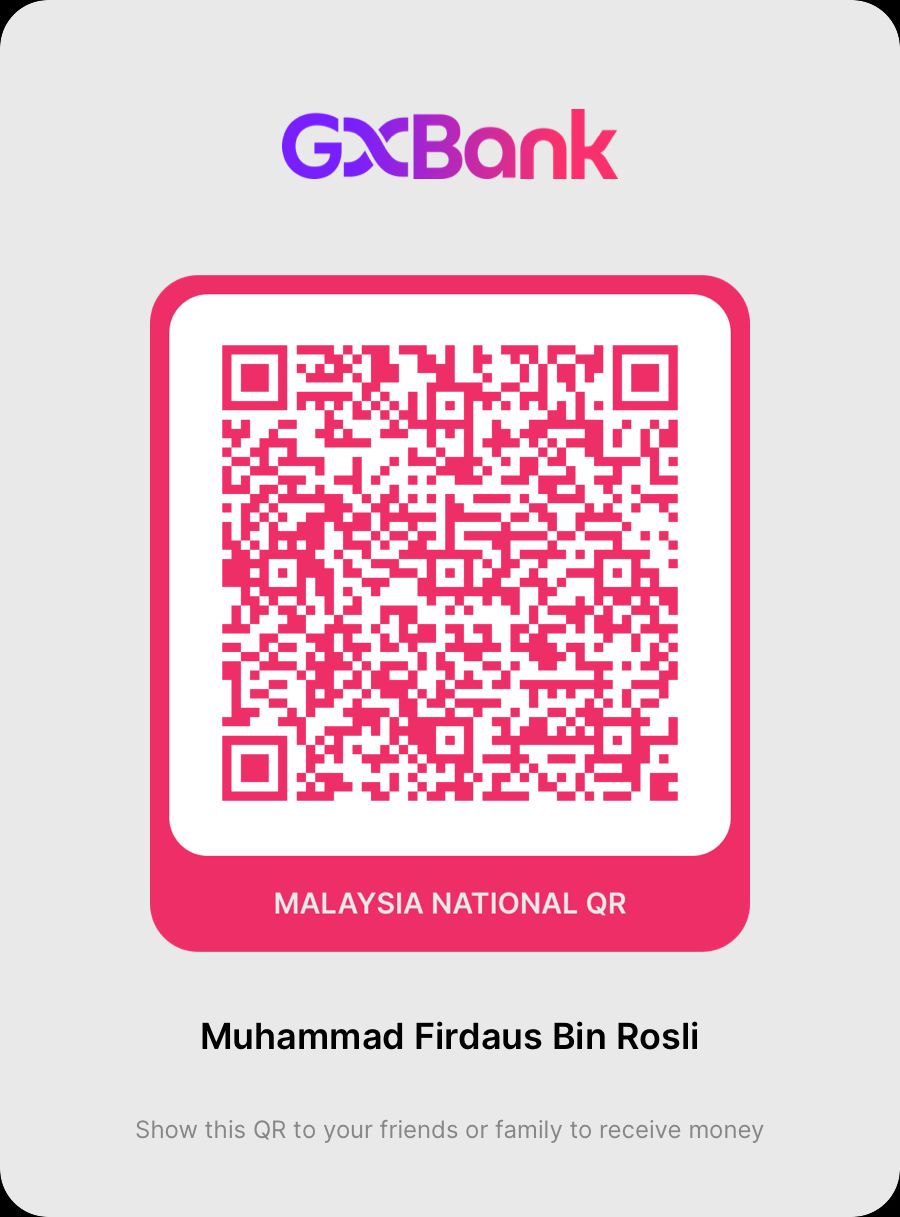 GXBank
MALAYSIA NATIONAL QR
Muhammad Firdaus Bin Rosli
Show this QR to your friends or family to receive money